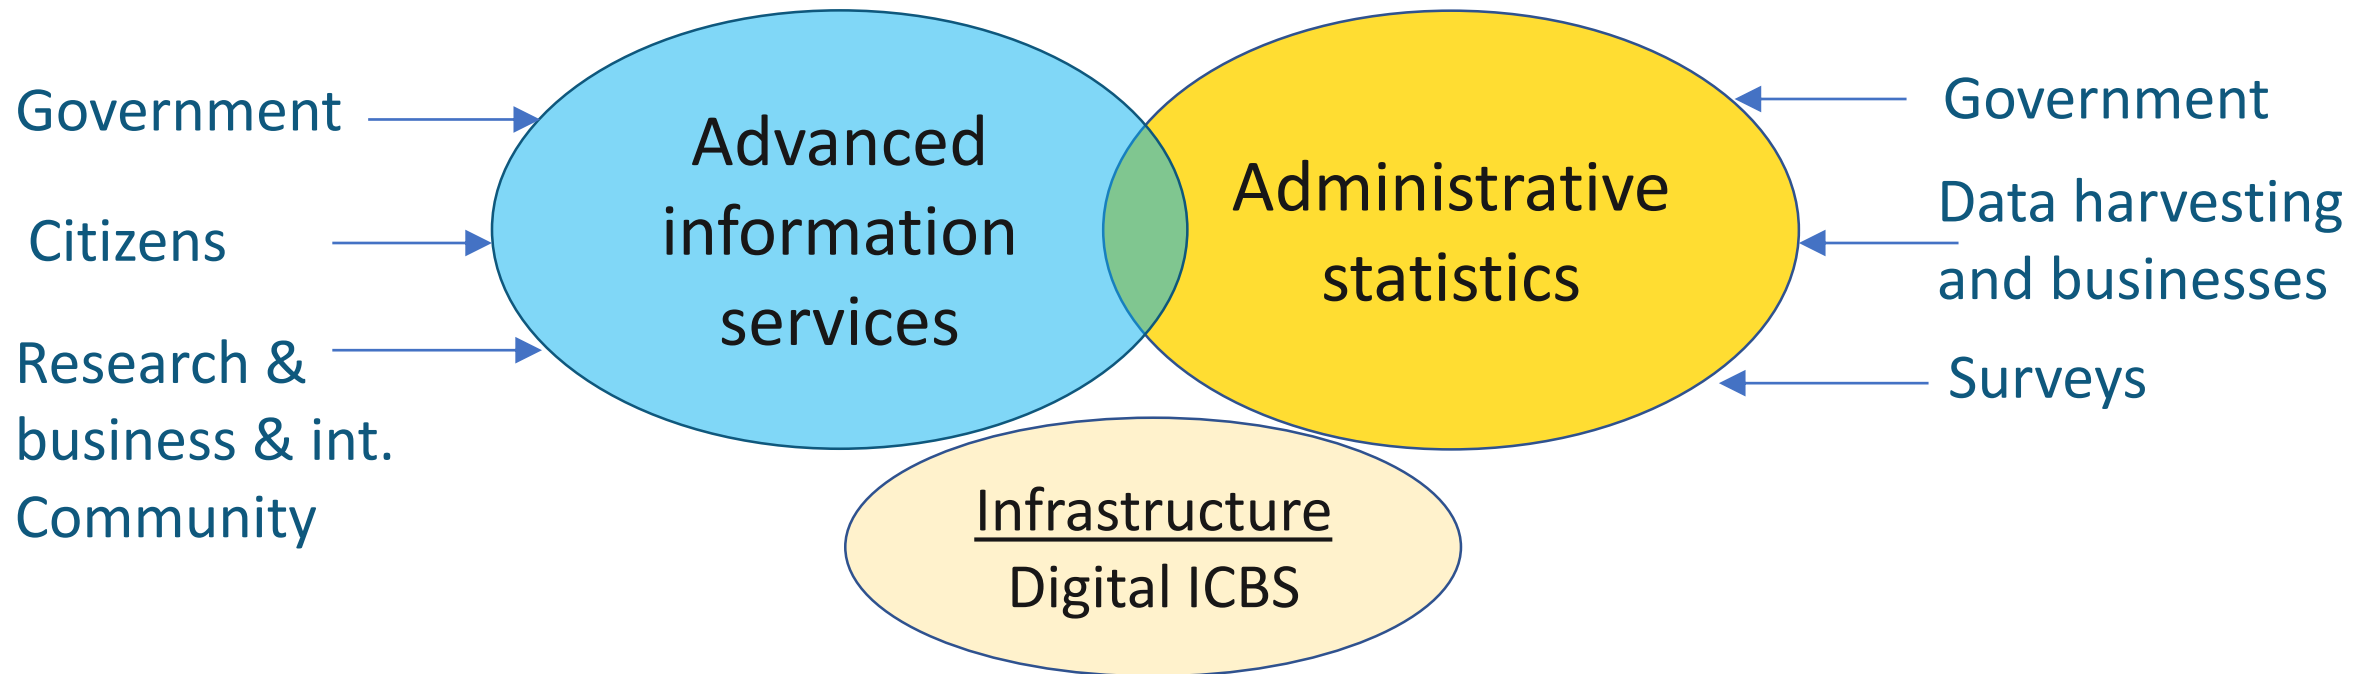 Government
Citizens
Research &
business & int.
Community
Advanced
information
services
Administrative
statistics
Infrastructure
Digital ICBS
Government
Data harvesting
and businesses
Surveys